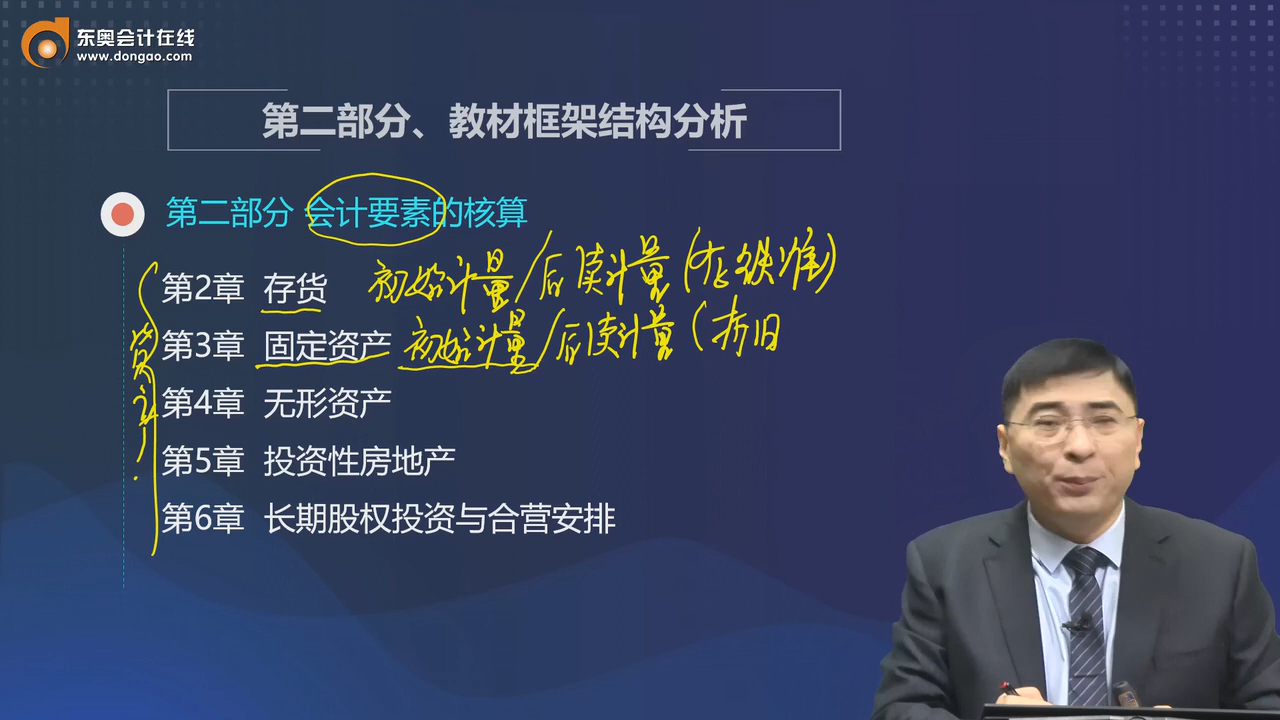 东奥会计在线
www.dongao.com
第二部分、教材框架结构分析
第二部分 会计要素的核算
第2章 存货 初始计量/后续计量(存跌准)
第3章 固定资产 初始计量/后续计量(折旧
第4章 无形资产
第5章 投资性房地产
第6章 长期股权投资与合营安排